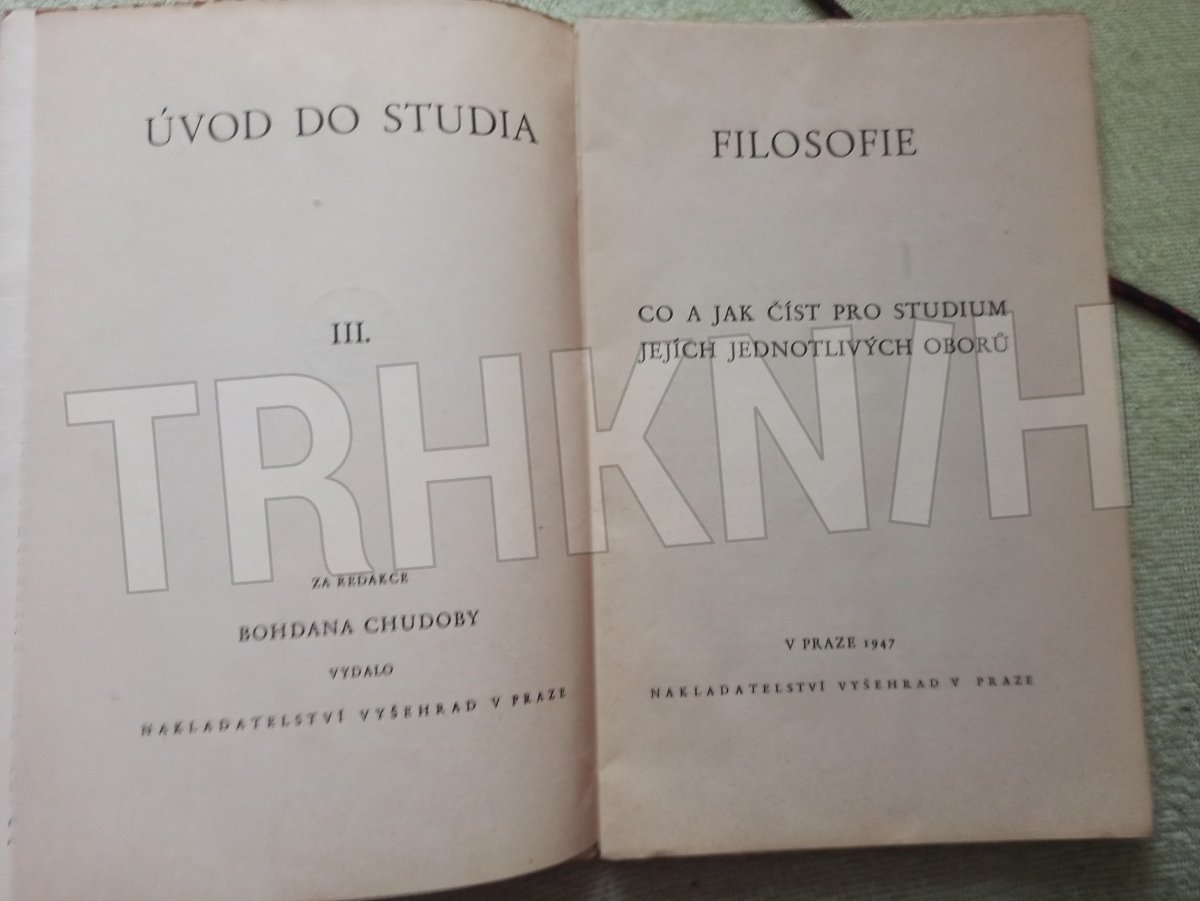 ÚVOD DO STUDIA
III.
ZA REDAKCE
BOHDANA CHUDOBY
VYDALO
NAKLADATELSTVÍ VYŠEHRAD V PRAZE
FILOSOFIE
CO A JAK ČÍST PRO STUDIUM
JEJÍCH JEDNOTLIVÝCH OBORŮ
V PRAZE 1947
NAKLADATELSTVÍ VYŠEHRAD V PRAZE
TRHKNIH